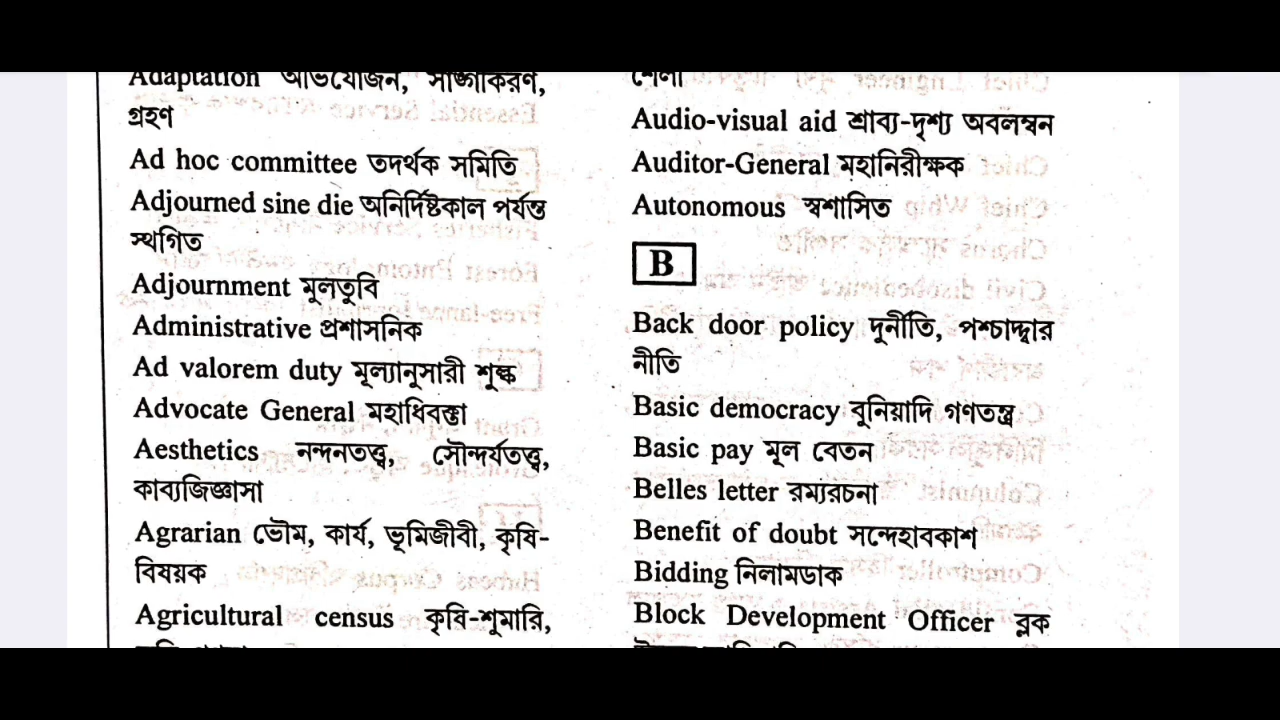 Adaptation অভিযোজন, সাঙ্গীকরণ,
গ্রহণ
Ad hoc committee তদর্থক সমিতি
Adjourned sine die অনির্দিষ্টকাল পর্যন্ত
স্থগিত
Adjournment মূলতুবি
Administrative প্রশাসনিক
Ad valorem duty মূল্যানুসারী শুল্ক
Advocate General মহাধিবক্তা
Aesthetics নন্দনতত্ত্ব, সৌন্দর্যতত্ত্ব,
কাব্যজিজ্ঞাসা
Agrarian ভৌম, কার্য, ভূমিজীবী, কৃষি-
বিষয়ক
Agricultural census কৃষি-শুমারি,
Audio-visual aid শ্রাব্য-দৃশ্য অবলম্বন
Auditor-General মহানিরীক্ষক
Autonomous স্বশাসিত
B
Back door policy দুর্নীতি, পশ্চাদ্দ্বার
নীতি
Basic democracy বুনিয়াদি গণতন্ত্র
Basic pay মূল বেতন
Belles letter রম্যরচনা
Benefit of doubt সন্দেহাবকাশ
Bidding নিলামডাক
Block Development Officer ব্লক